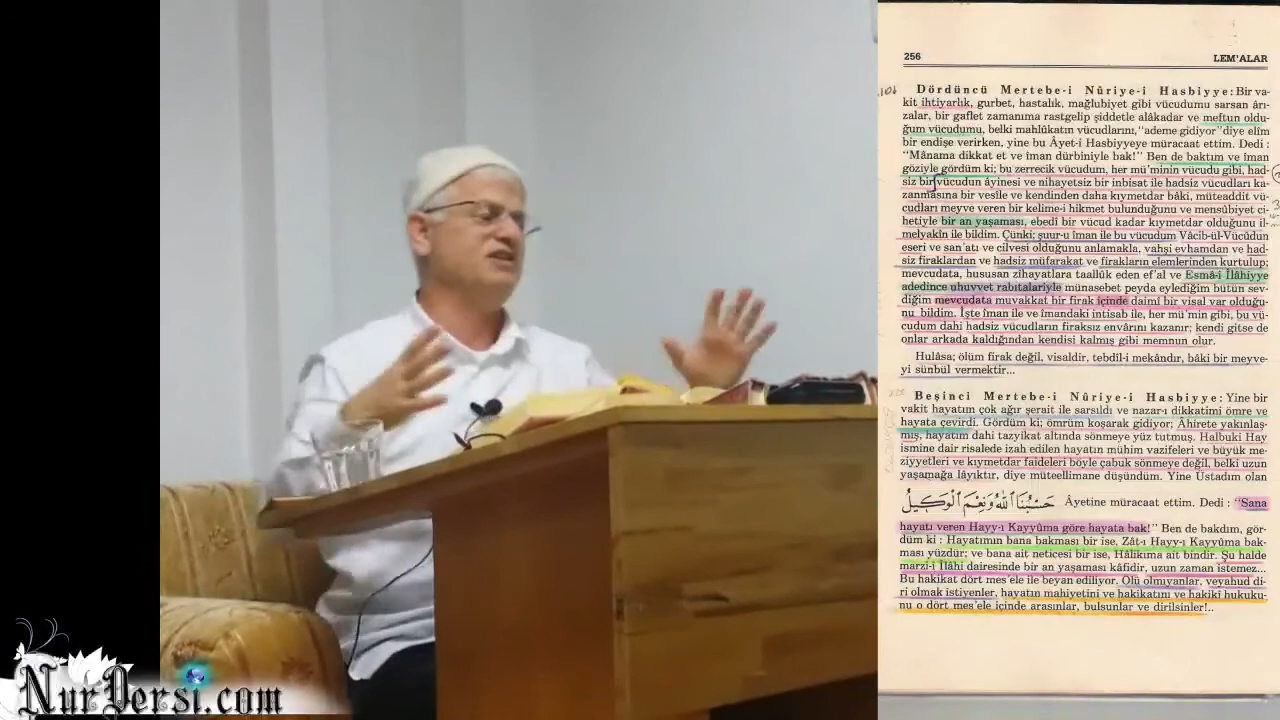 256 LEM'ALAR
Dördüncü Mertebe-i Nûriye-i Hasbiyye: Bir va-
kit ihtiyarlık, gurbet, hastalık, mağlubiyet gibi vücudumu sarsan ârı-
zalar, bir gaflet zamanıma rastgelip şiddetle alâkadar ve meftun oldu-
ğum vücudumu, belki mahlûkatın vücudlarını, "ademe gidiyor" diye elîm
bir endişe verirken, yine bu Âyet-i Hasbiyyeye müracaat ettim. Dedi:
"Mânama dikkat et ve îman dürbiniyle bak!" Ben de baktım ve îman
göziyle gördüm ki; bu zerrecik vücudum, her mü'minin vücudu gibi, had-
siz bir vücudun âyinesi ve nihayetsiz bir inbisat ile hadsiz vücudları ka-
zanmasına bir vesîle ve kendinden daha kıymetdar bâki, müteaddit vü-
cudları meyve veren bir kelime-i hikmet bulunduğunu ve mensûbiyet ci-
hetiyle bir an yaşaması, ebedî bir vücud kadar kıymetdar olduğunu il-
melyakîn ile bildim. Çünki; şuur-u îman ile bu vücudum Vâcib-ül-Vücûdun
eseri ve san'atı ve cilvesi olduğunu anlamakla, vahşi evhamdan ve had-
siz firaklardan ve hadsiz müfarakat ve firakların elemlerinden kurtulup;
mevcudata, hususan zîhayatlara taallûk eden ef'al ve Esmâ-i İlâhiyye
adedince uhuvvet rabıtalariyle münasebet peyda eylediğim bütün sev-
diğim mevcudata muvakkat bir firak içinde daimî bir visal var olduğu-
nu bildim. İşte îman ile ve îmandaki intisab ile, her mü'min gibi, bu vü-
cudum dahi hadsiz vücudların firaksız envârını kazanır; kendi gitse de
onlar arkada kaldığından kendisi kalmış gibi memnun olur.
Hulâsa; ölüm firak değil, visaldir, tebdîl-i mekândır, bâki bir meyve-
yi sünbül vermektir...
Beşinci Mertebe-i Nûriye-i Hasbiyye: Yine bir
vakit hayatım çok ağır şerait ile sarsıldı ve nazar-ı dikkatimi ömre ve
hayata çevirdi. Gördüm ki; ömrüm koşarak gidiyor; Âhirete yakınlaş-
mış, hayatım dahi tazyikat altında sönmeye yüz tutmuş. Halbuki Hay
ismine dair risalede izah edilen hayatın mühim vazifeleri ve büyük me-
ziyyetleri ve kıymetdar faideleri böyle çabuk sönmeye değil, belki uzun
yaşamağa lâyıktır, diye müteellimane düşündüm. Yine Üstadım olan
حَسْبُنَا اللّٰهُ وَنِعْمَ الْوَكِيلُ Âyetine müracaat ettim. Dedi: "Sana
hayatı veren Hayy-ı Kayyûma göre hayata bak!" Ben de bakdım, gör-
düm ki: Hayatımın bana bakması bir ise, Zât-ı Hayy-ı Kayyûma bak-
ması yüzdür; ve bana ait neticesi bir ise, Hâlikıma ait bindir. Şu halde
marzî-i İlâhi dairesinde bir an yaşaması kâfidir, uzun zaman istemez...
Bu hakikat dört mes'ele ile beyan ediliyor. Ölü olmıyanlar, veyahud di-
ri olmak istiyenler, hayatın mahiyetini ve hakikatını ve hakikî hukuku-
nu o dört mes'ele içinde arasınlar, bulsunlar ve dirilsinler!..
NurDersi.com